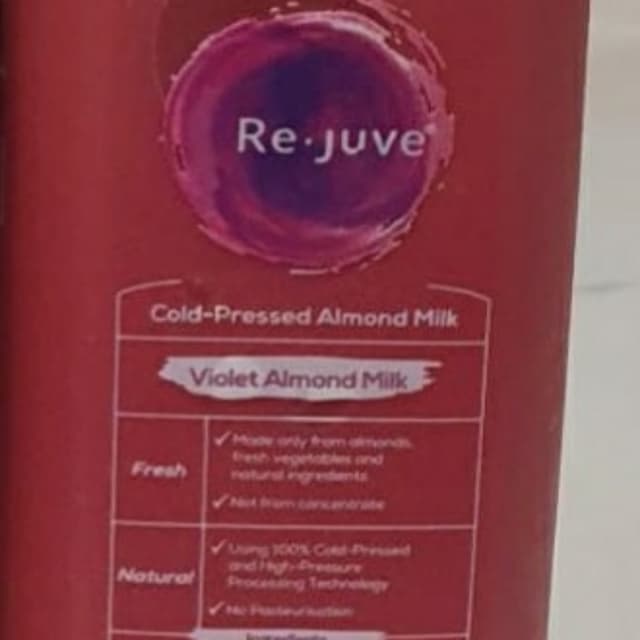 Re·juve
Cold-Pressed Almond Milk
Violet Almond Milk
Fresh
✓ Made only from almonds,
fresh vegetables and
natural ingredients
✓ Not from concentrate
Natural
✓ Using 100% Cold-Pressed
and High-Pressure
Processing Technology
✓ No Pasteurisation
Ingredients